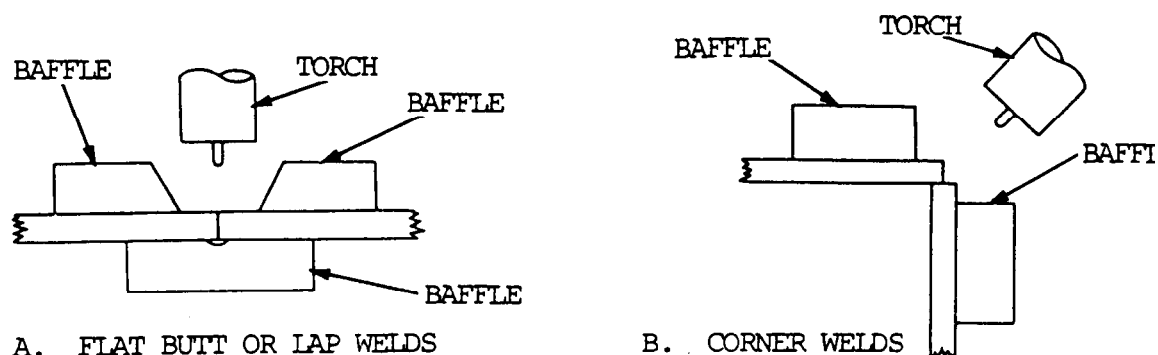 BAFFLE
TORCH
BAFFLE
BAFFLE
A. FLAT BUTT OR LAP WELDS
TORCH
BAFFLE
B. CORNER WELDS